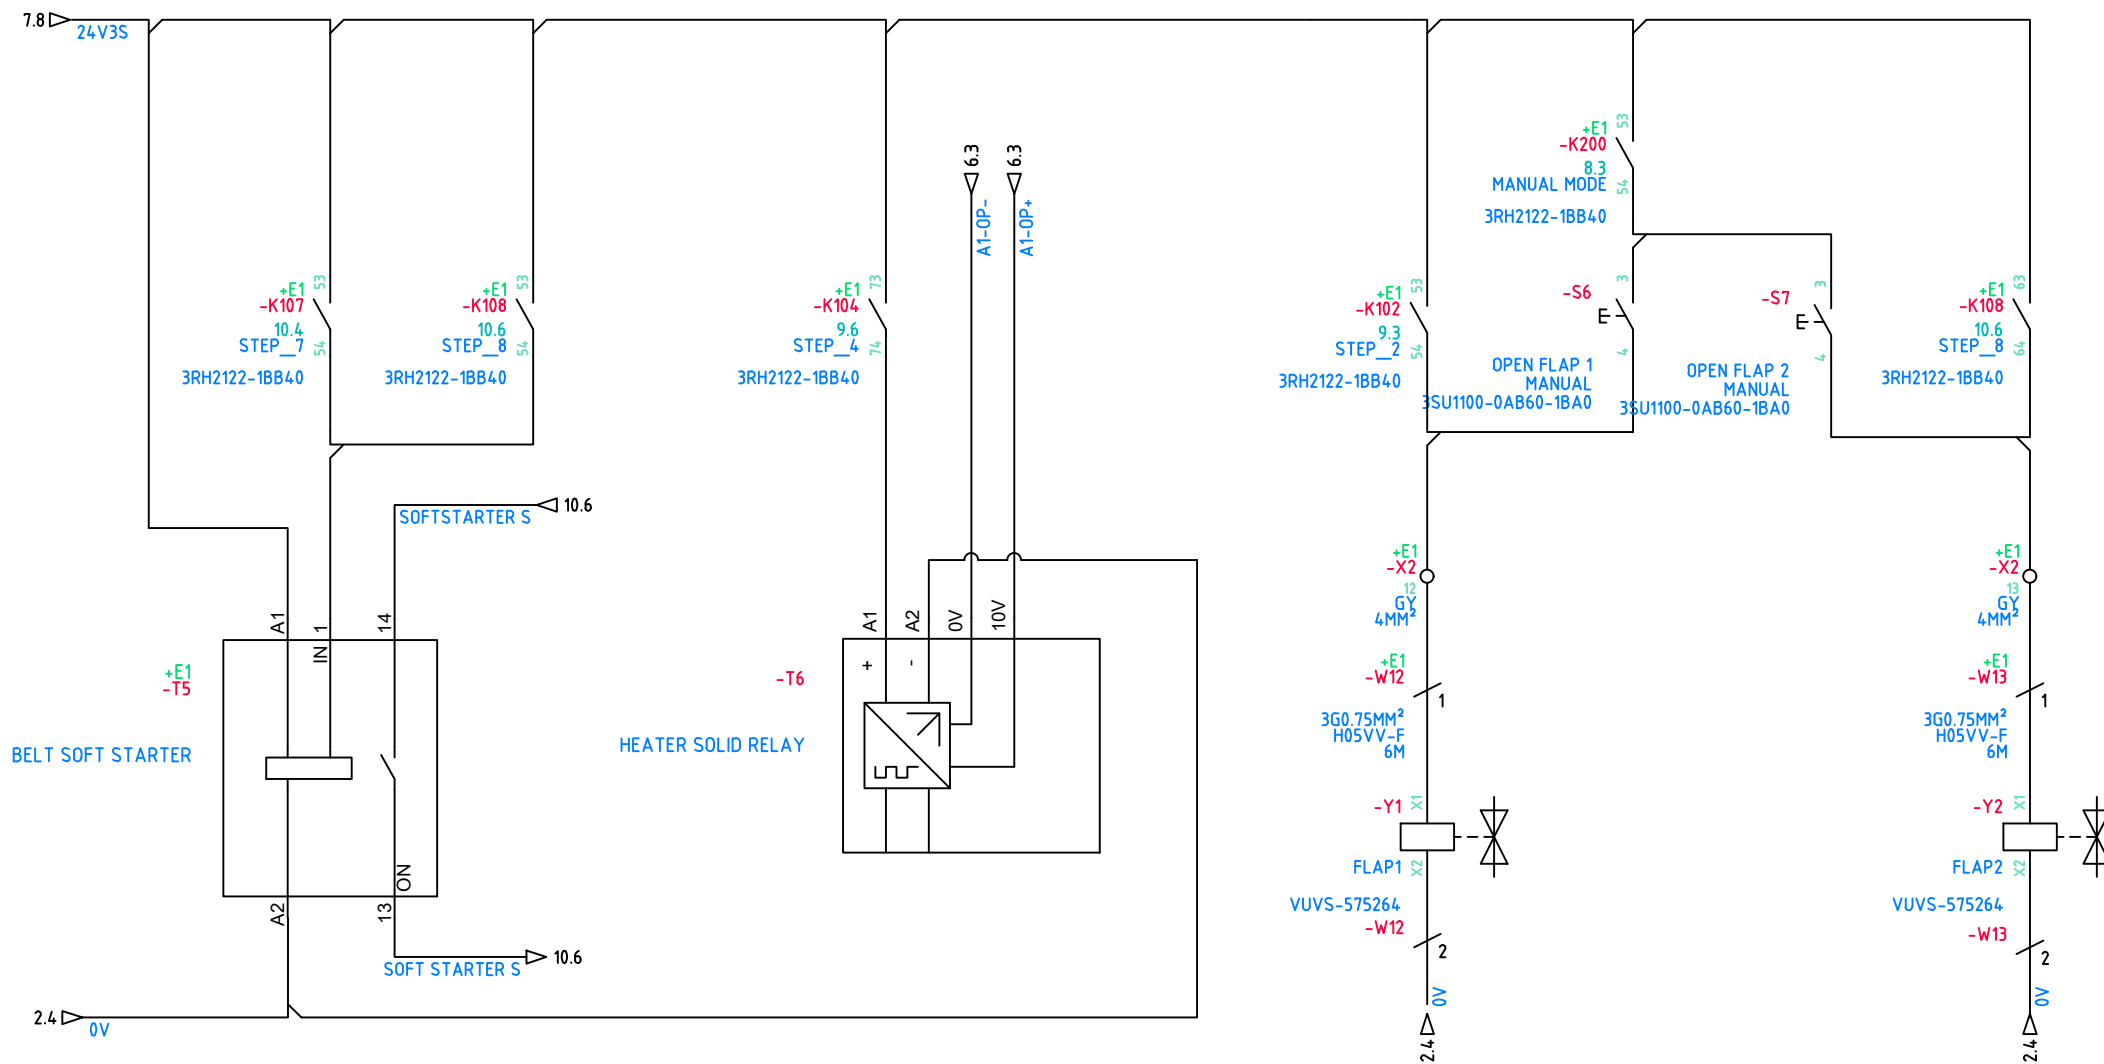 7.8
24V3S
+E1
-K107
10.4
STEP_7
3RH2122-1BB40
53
54
+E1
-K108
10.6
STEP_8
3RH2122-1BB40
53
54
+E1
-K104
9.6
STEP_4
3RH2122-1BB40
73
74
6.3
A1-OP-
6.3
A1-OP+
+E1
-K102
9.3
STEP_2
3RH2122-1BB40
53
54
+E1
-K200
8.3
MANUAL MODE
3RH2122-1BB40
53
54
-S6
3
4
OPEN FLAP 1
MANUAL
3SU1100-0AB60-1BA0
-S7
3
4
OPEN FLAP 2
MANUAL
3SU1100-0AB60-1BA0
+E1
-K108
10.6
STEP_8
3RH2122-1BB40
63
64
SOFTSTARTER S
10.6
A1
IN 1
14
+E1
-T5
BELT SOFT STARTER
A2
13
ON
SOFT STARTER S
10.6
2.4
0V
A1
A2
0V
10V
+
-
-T6
HEATER SOLID RELAY
+E1
-X2
12
GY
4MM²
+E1
-W12
1
3G0.75MM²
H05VV-F
6M
-Y1
X1
FLAP1
X2
VUVS-575264
-W12
2
0V
2.4
+E1
-X2
13
GY
4MM²
+E1
-W13
1
3G0.75MM²
H05VV-F
6M
-Y2
X1
FLAP2
X2
VUVS-575264
-W13
2
0V
2.4